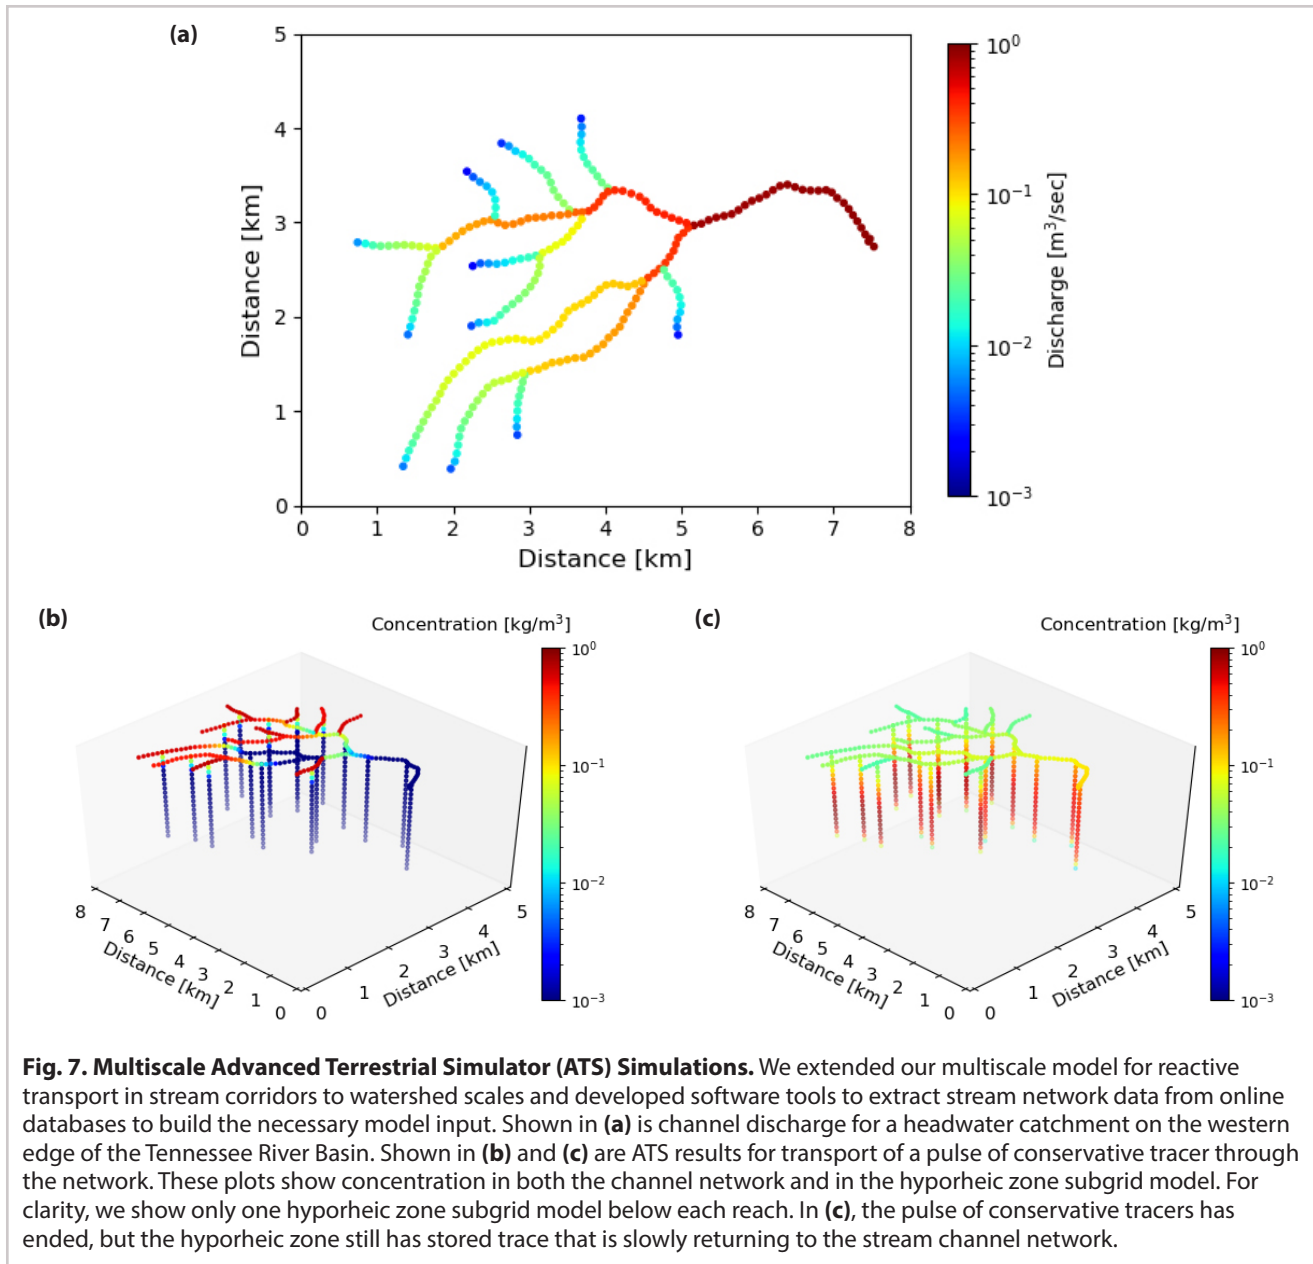 (a)
5
4
3
2
1
0
Distance [km]
0 1 2 3 4 5 6 7 8
Distance [km]
10^0
10^-1
10^-2
10^-3
Discharge [m^3/sec]
(b)
Concentration [kg/m^3]
10^0
10^-1
10^-2
10^-3
8 7 6 5 4 3 2 1 0
Distance [km]
0 1 2 3 4 5
Distance [km]
(c)
Concentration [kg/m^3]
10^0
10^-1
10^-2
10^-3
8 7 6 5 4 3 2 1 0
Distance [km]
0 1 2 3 4 5
Distance [km]
Fig. 7. Multiscale Advanced Terrestrial Simulator (ATS) Simulations. We extended our multiscale model for reactive
transport in stream corridors to watershed scales and developed software tools to extract stream network data from online
databases to build the necessary model input. Shown in (a) is channel discharge for a headwater catchment on the western
edge of the Tennessee River Basin. Shown in (b) and (c) are ATS results for transport of a pulse of conservative tracer through
the network. These plots show concentration in both the channel network and in the hyporheic zone subgrid model. For
clarity, we show only one hyporheic zone subgrid model below each reach. In (c), the pulse of conservative tracers has
ended, but the hyporheic zone still has stored trace that is slowly returning to the stream channel network.